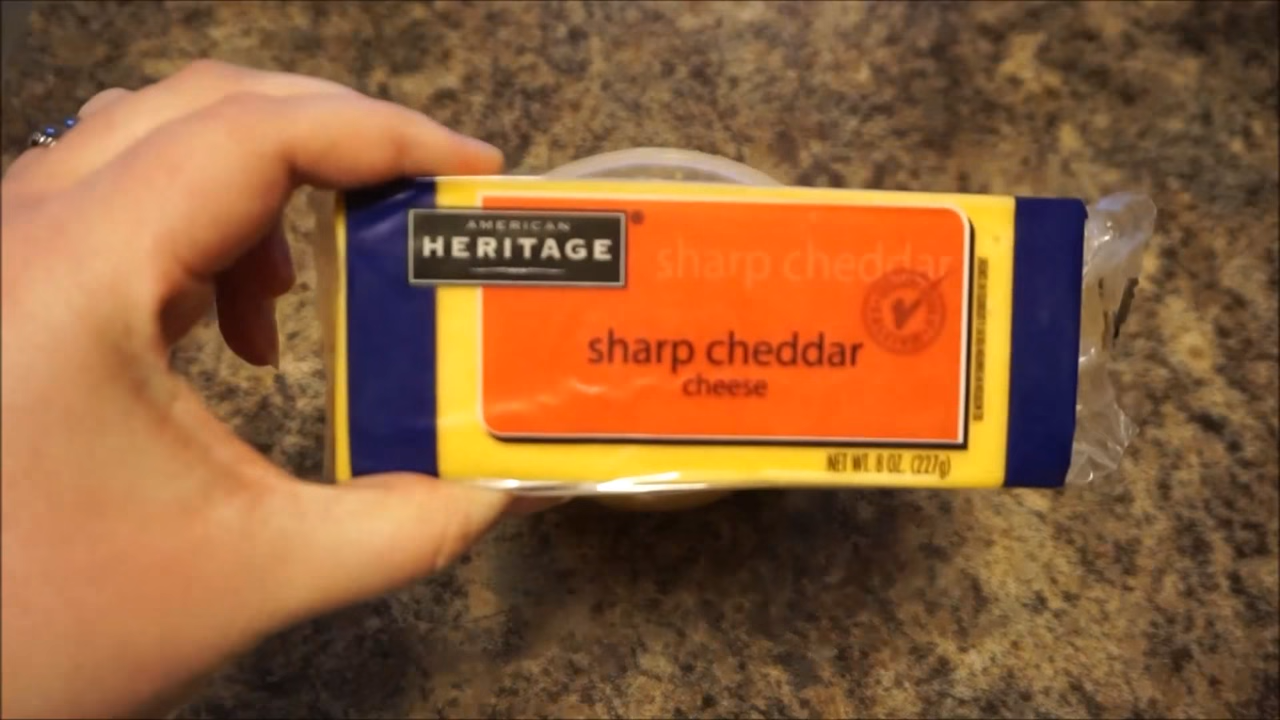 AMERICAN
HERITAGE®
sharp cheddar
sharp cheddar
cheese
NET WT. 8 OZ. (227g)